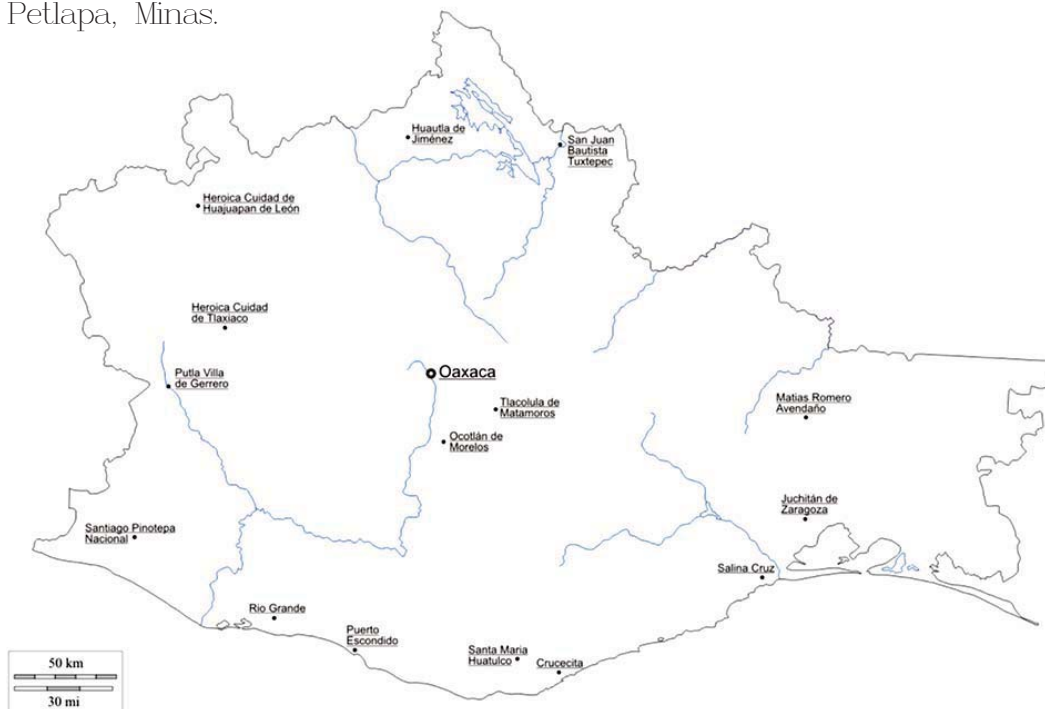 Petlapa, Minas.
Huautla de
Jiménez
San Juan
Bautista
Tuxtepec
Heroica Cuidad de
Huajuapan de León
Heroica Cuidad
de Tlaxiaco
Putla Villa
de Gerrero
Oaxaca
Tlacolula de
Matamoros
Matias Romero
Avendaño
Ocotlán de
Morelos
Juchitán de
Zaragoza
Santiago Pinotepa
Nacional
Salina Cruz
Rio Grande
Puerto
Escondido
Santa Maria
Huatulco
Crucecita
50 km
30 mi